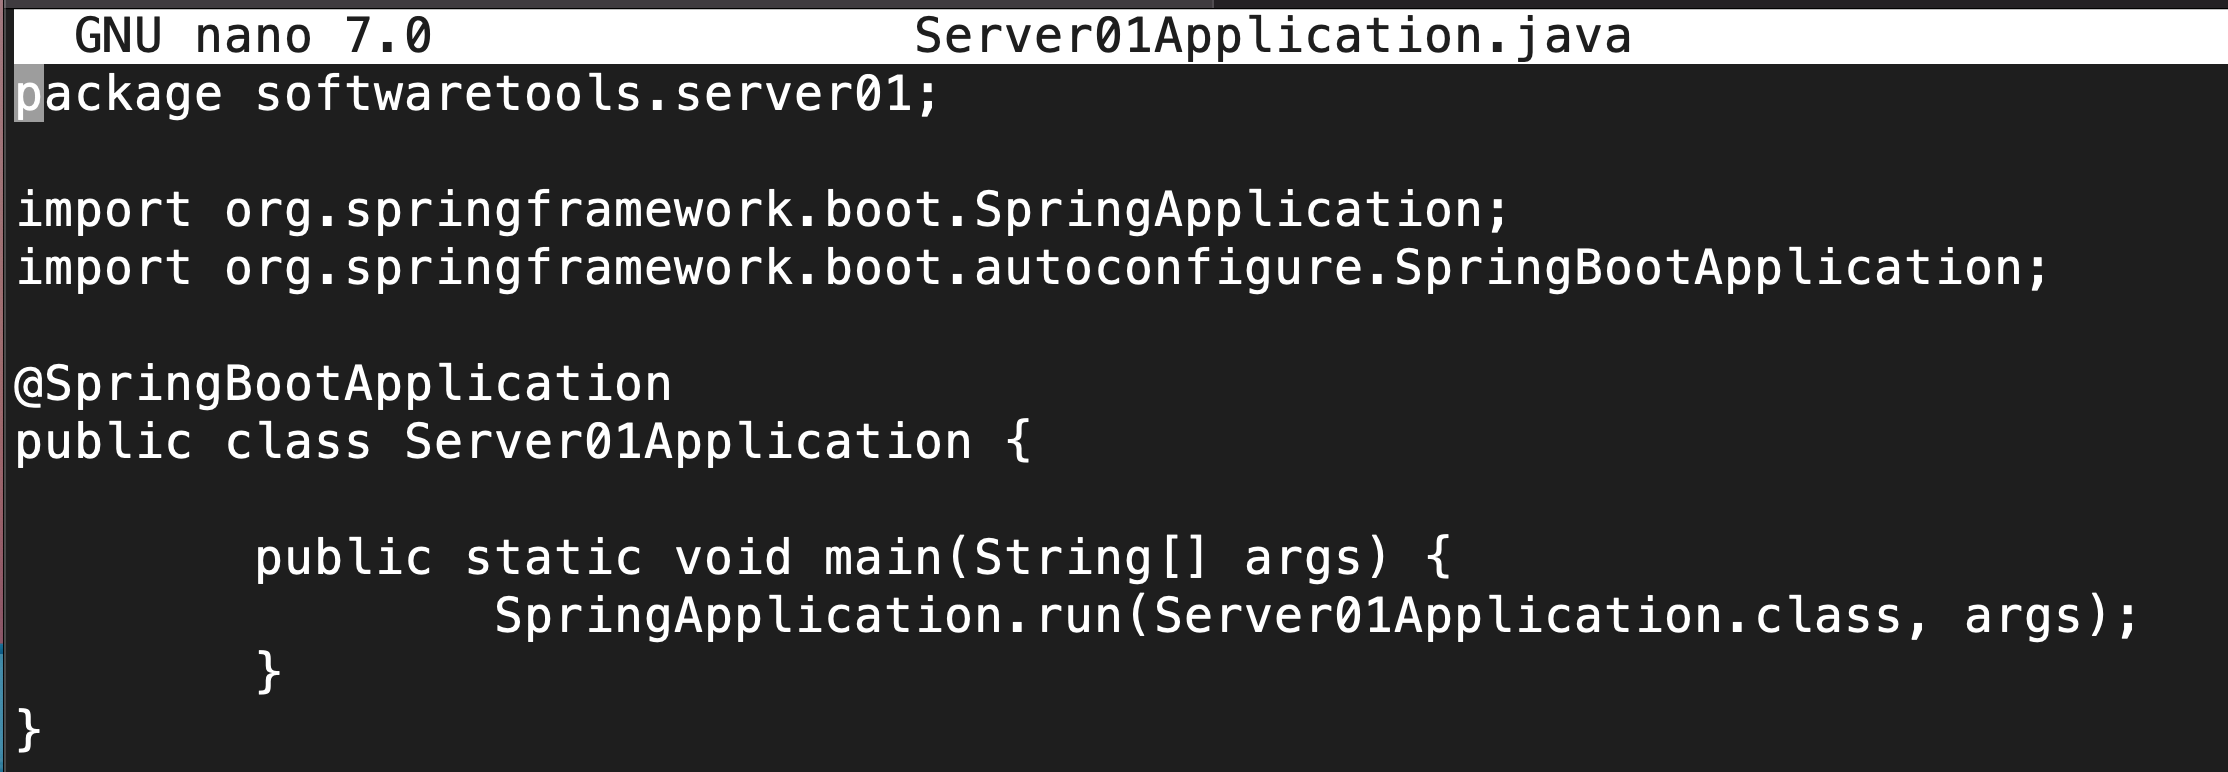 GNU nano 7.0 Server01Application.java
package softwaretools.server01;

import org.springframework.boot.SpringApplication;
import org.springframework.boot.autoconfigure.SpringBootApplication;

@SpringBootApplication
public class Server01Application {

        public static void main(String[] args) {
                SpringApplication.run(Server01Application.class, args);
        }
}